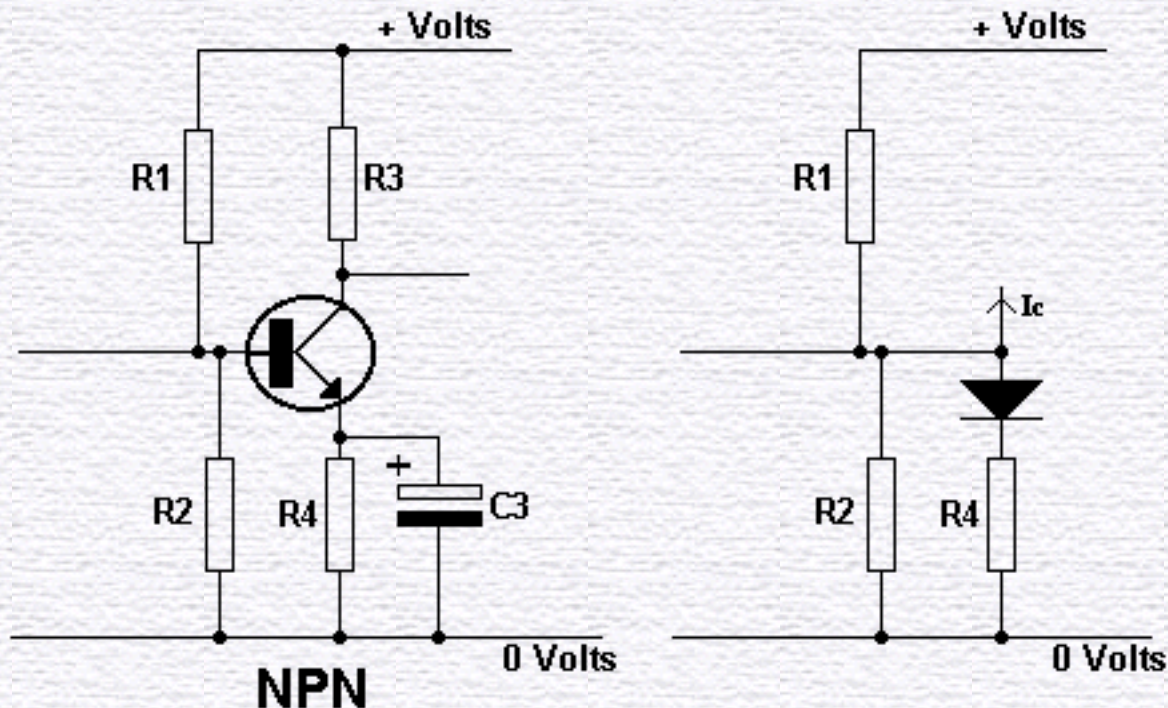 + Volts
R1
R3
R2
R4
+
C3
0 Volts
NPN
+ Volts
R1
Ic
R2
R4
0 Volts